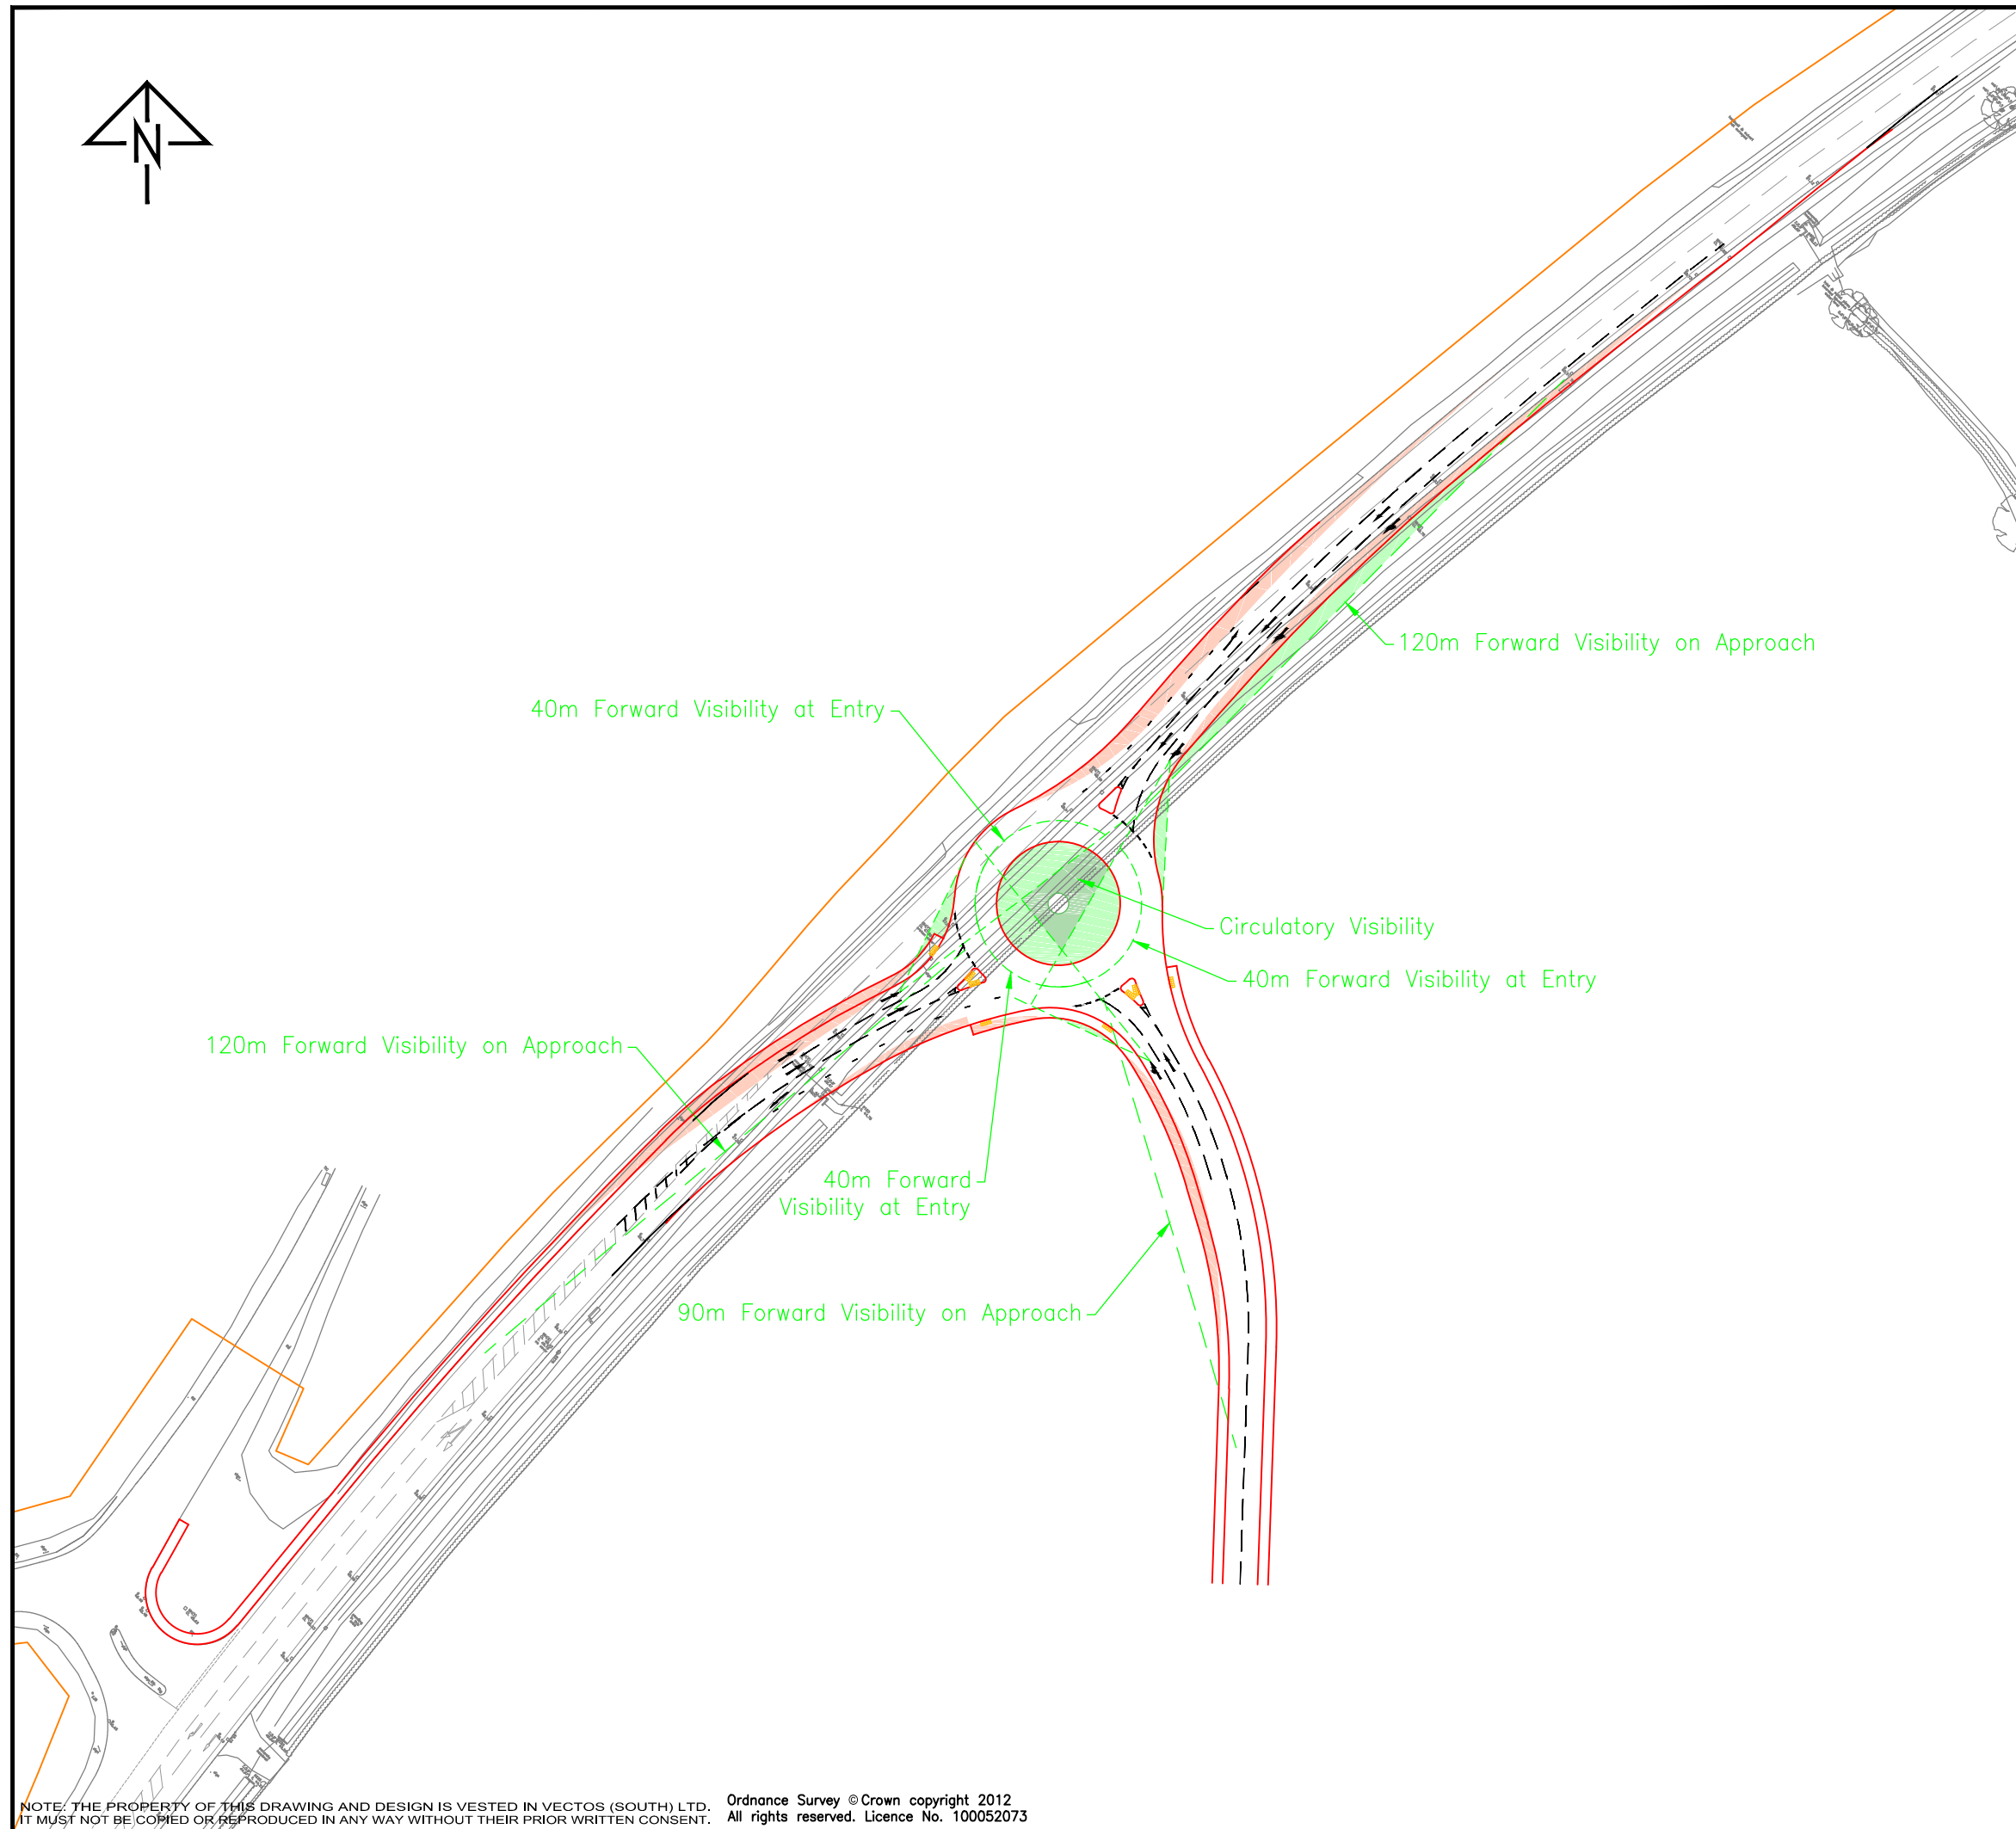 N
120m Forward Visibility on Approach
40m Forward Visibility at Entry
Circulatory Visibility
40m Forward Visibility at Entry
120m Forward Visibility on Approach
40m Forward
Visibility at Entry
90m Forward Visibility on Approach
NOTE: THE PROPERTY OF THIS DRAWING AND DESIGN IS VESTED IN VECTOS (SOUTH) LTD.
IT MUST NOT BE COPIED OR REPRODUCED IN ANY WAY WITHOUT THEIR PRIOR WRITTEN CONSENT.
Ordnance Survey © Crown copyright 2012
All rights reserved. Licence No. 100052073